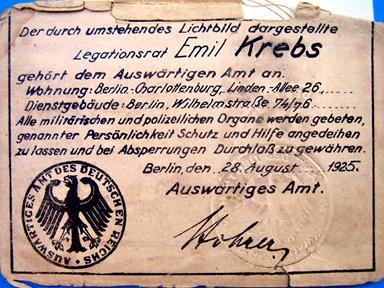 Der durch umstehendes Lichtbild dargestellte
Legationsrat Emil Krebs
gehört dem Auswärtigen Amt an.
Wohnung: Berlin-Charlottenburg, Linden-Allee 26,
Dienstgebäude: Berlin, Wilhelmstraße 74/76.
Alle militärischen und polizeilichen Organe werden gebeten,
genannter Persönlichkeit Schutz und Hilfe angedeihen
zu lassen und bei Absperrungen Durchlaß zu gewähren.
Berlin, den 28. August 1925.
Auswärtiges Amt.
AUSWÄRTIGES AMT DES DEUTSCHEN REICHS